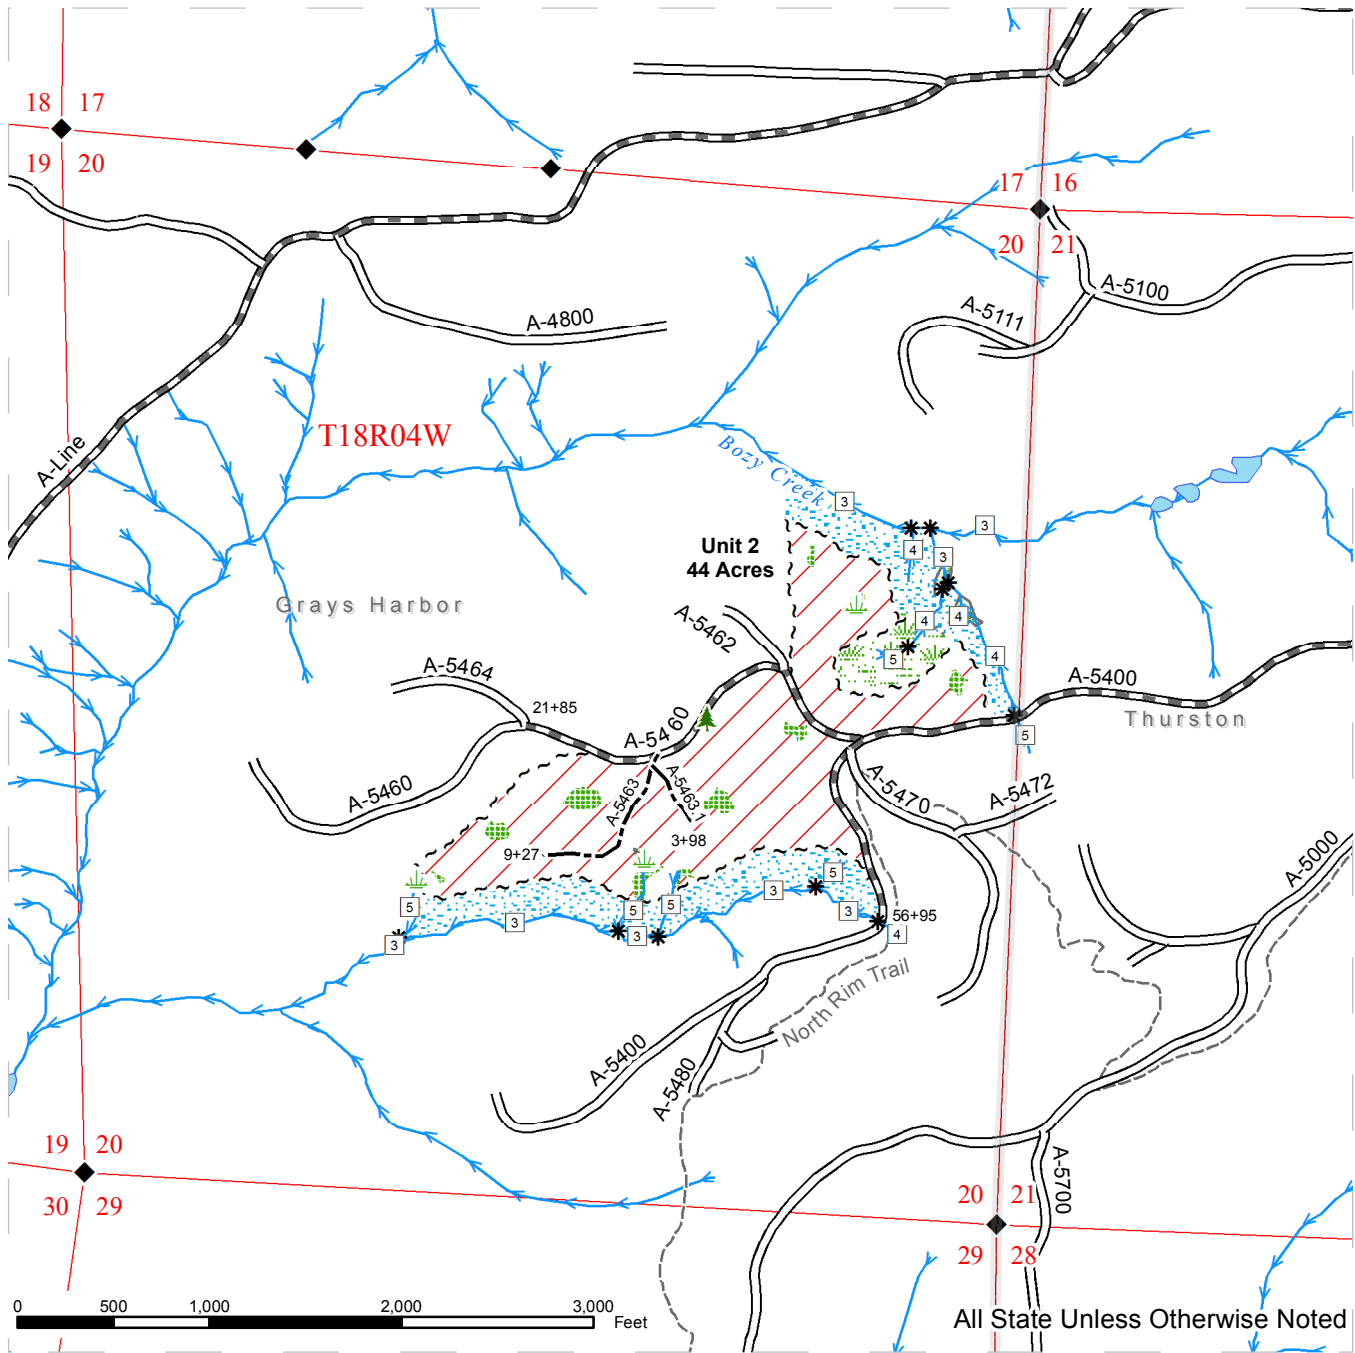 18 17
19 20
17 16
20 21
A-5100
A-5111
A-4800
T18R04W
A-Line
Bozy Creek
3
3
Unit 2
44 Acres
4
3
Grays Harbor
A-5462
4
4
5
4
A-5464
A-5400
21+85
Thurston
A-5460
5
A-5460
A-5463
A-5463.1
A-5470
A-5472
3+98
9+27
A-5000
5
3
5
5
5
3
3
56+95
3
3
4
North Rim Trail
A-5400
A-5480
19 20
30 29
A-5700
20 21
29 28
0 500 1,000 2,000 3,000
Feet
All State Unless Otherwise Noted